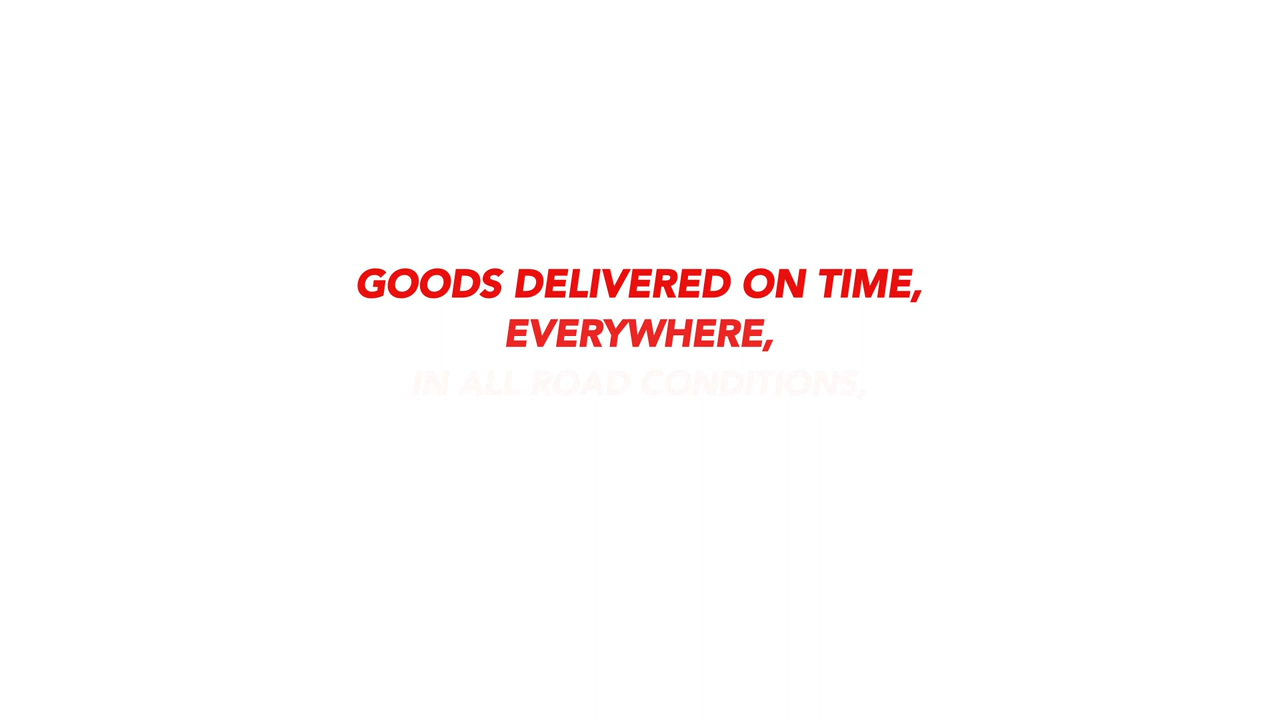 GOODS DELIVERED ON TIME,
EVERYWHERE,
IN ALL ROAD CONDITIONS,